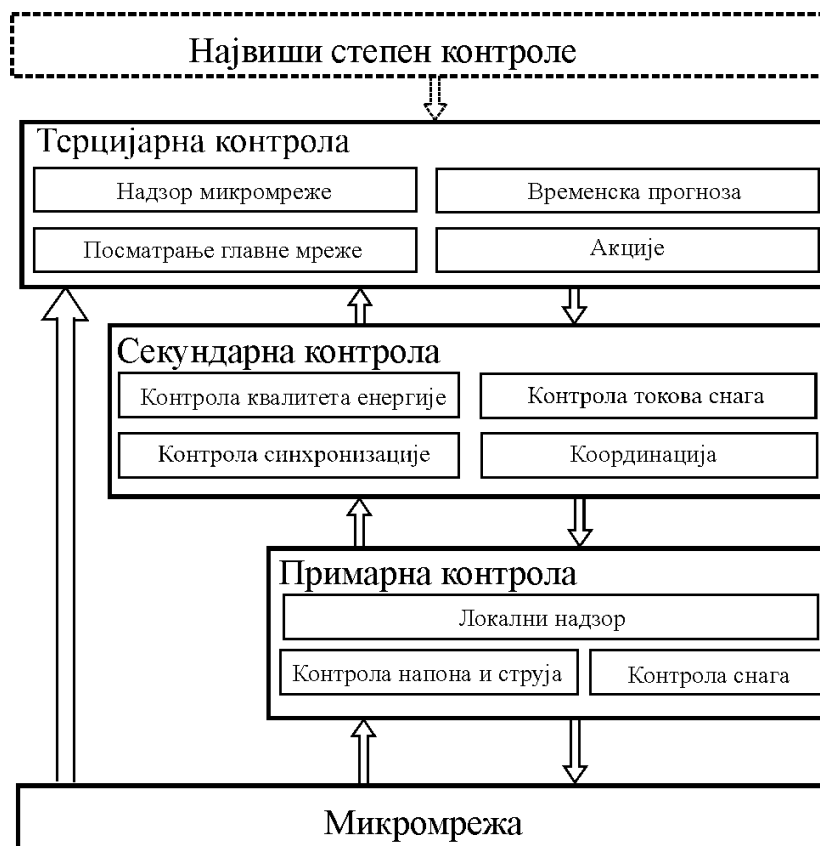 Највиши степен контроле
Терцијарна контрола
Надзор микромреже
Временска прогноза
Посматрање главне мреже
Акције
Секундарна контрола
Контрола квалитета енергије
Контрола токова снага
Контрола синхронизације
Координација
Примарна контрола
Локални надзор
Контрола напона и струја
Контрола снага
Микромрежа